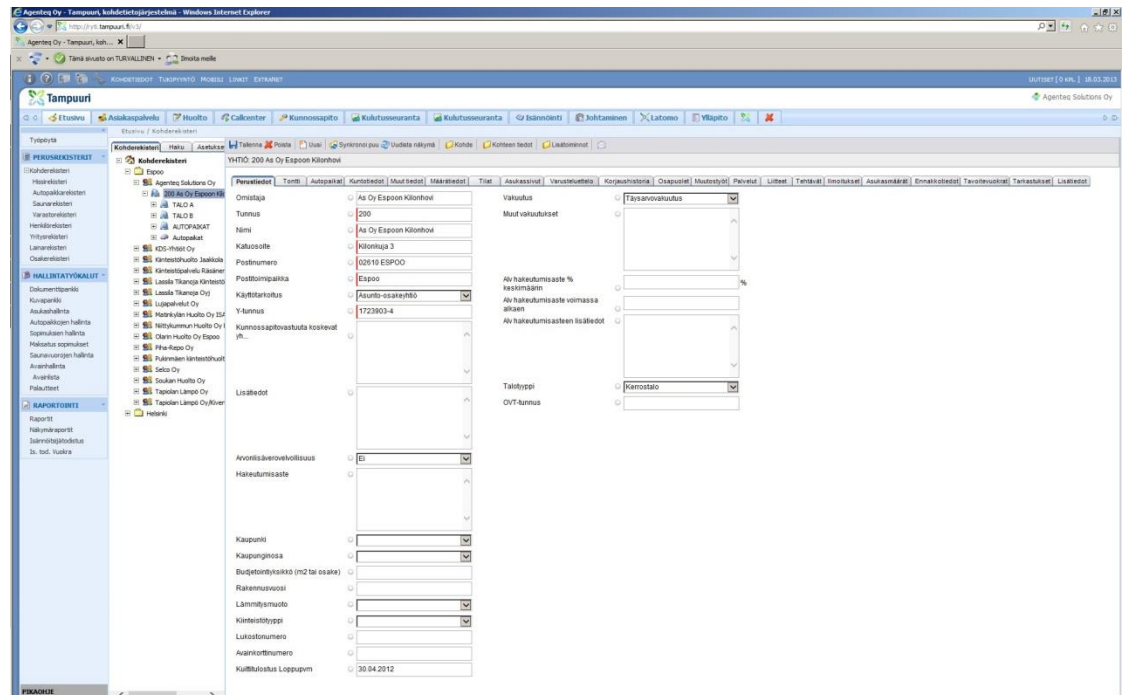 Agenteq Oy - Tampuuri, kohdetietojärjestelmä - Windows Internet Explorer
Agenteq Oy - Tampuuri, koh...
Tämä sivusto on TURVALLINEN
Ilmoita meille
KOHDETIEDOT TUKIPYYNTÖ MOBIILI LINKIT EXTRANET
UUTISET [ 0 KPL ] 18.03.2013
Tampuuri
Agenteq Solutions Oy
Etusivu Asiakaspalvelu Huolto Callcenter Kunnossapito Kulutusseuranta Kulutusseuranta Isännöinti Johtaminen Latomo Ylläpito
Etusivu / Kohderekisteri
Työpöytä
PERUSREKISTERIT
Kohderekisteri
Hissirekisteri
Autopaikkarekisteri
Saunarekisteri
Varastorekisteri
Henkilörekisteri
Yritysrekisteri
Lainarekisteri
Osakerekisteri
HALLINTATYÖKALUT
Dokumenttipankki
Kuvapankki
Asukashallinta
Autopaikkojen hallinta
Sopimuksien hallinta
Maksatus sopimukset
Saunavuorojen hallinta
Avainhallinta
Avainlista
Palautteet
RAPORTOINTI
Raportit
Näkymäraportit
Isännöitsijätodistus
Is. tod. Vuokra
PIKAOHJE
Kohderekisteri Haku Asetukse
Kohderekisteri
Espoo
Agenteq Solutions Oy
200 As Oy Espoon Kilo
TALO A
TALO B
AUTOPAIKAT
Autopaikat
KDS-Yhtiöt Oy
Kiinteistöhuolto Jaakkola
Kiinteistöpalvelu Räsänen
Lassila Tikanoja Kiinteistö
Lassila Tikanoja Oyj
Lujapalvelut Oy
Matinkylän Huolto Oy ISÄ
Niittykummun Huolto Oy
Olarin Huolto Oy Espoo
Piha-Repo Oy
Pukinmäen kiinteistöhuolt
Selco Oy
Soukan Huolto Oy
Tapiolan Lämpö Oy
Tapiolan Lämpö Oy/Kiver
Helsinki
Tallenna Poista Uusi Synkronoi puu Uudista näkymä Kohde Kohteen tiedot Lisätoiminnot
YHTIÖ: 200 As Oy Espoon Kilonhovi
Perustiedot Tontti Autopaikat Kuntotiedot Muut tiedot Määrätiedot Tilat Asukassivut Varusteluettelo Korjaushistoria Osapuolet Muutostyöt Palvelut Liitteet Tehtävät Ilmoitukset Asukasmäärät Ennakkotiedot Tavoitevuokrat Tarkastukset Lisätiedot
Omistaja As Oy Espoon Kilonhovi
Tunnus 200
Nimi As Oy Espoon Kilonhovi
Katuosoite Kilonkuja 3
Postinumero 02610 ESPOO
Postitoimipaikka Espoo
Käyttötarkoitus Asunto-osakeyhtiö
Y-tunnus 1723903-4
Kunnossapitovastuuta koskevat
yh...
Lisätiedot
Arvonlisäverovelvollisuus Ei
Hakeutumisaste
Kaupunki
Kaupunginosa
Budjetointiyksikkö (m2 tai osake)
Rakennusvuosi
Lämmitysmuoto
Kiinteistötyyppi
Lukostonumero
Avainkorttinumero
Kuittitulostus Loppupvm 30.04.2012
Vakuutus Täysarvovakuutus
Muut vakuutukset
Alv hakeutumisaste %
keskimäärin %
Alv hakeutumisaste voimassa
alkaen
Alv hakeutumisasteen lisätiedot
Talotyyppi Kerrostalo
OVT-tunnus